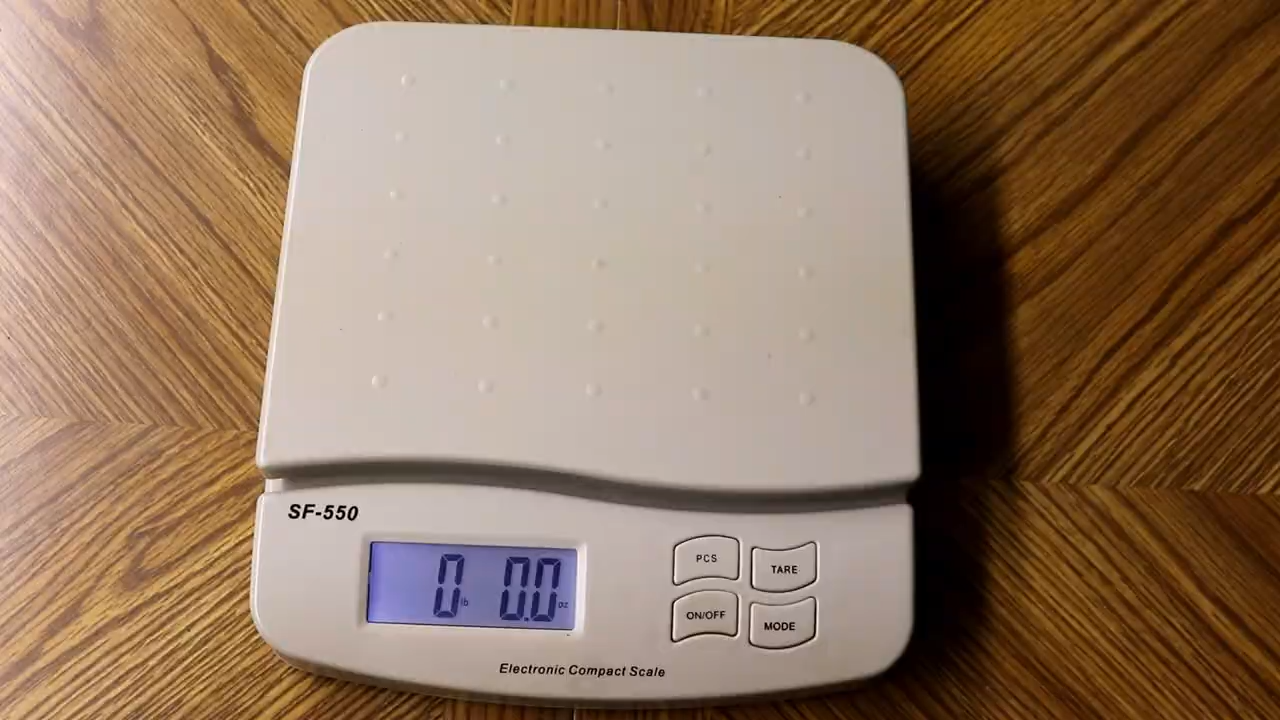 SF-550
0 lb 0.0 oz
PCS
TARE
ON/OFF
MODE
Electronic Compact Scale